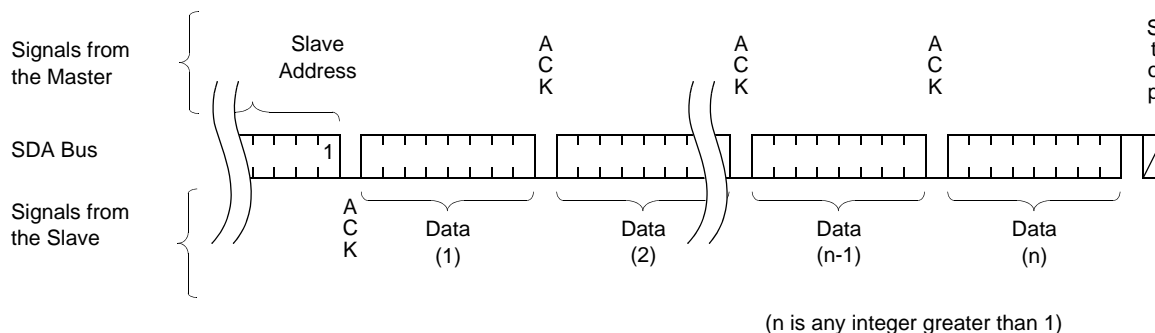 Signals from
the Master
Slave
Address
A
C
K
A
C
K
A
C
K
S
t
o
p
SDA Bus
1
Signals from
the Slave
A
C
K
Data
(1)
Data
(2)
Data
(n-1)
Data
(n)
(n is any integer greater than 1)